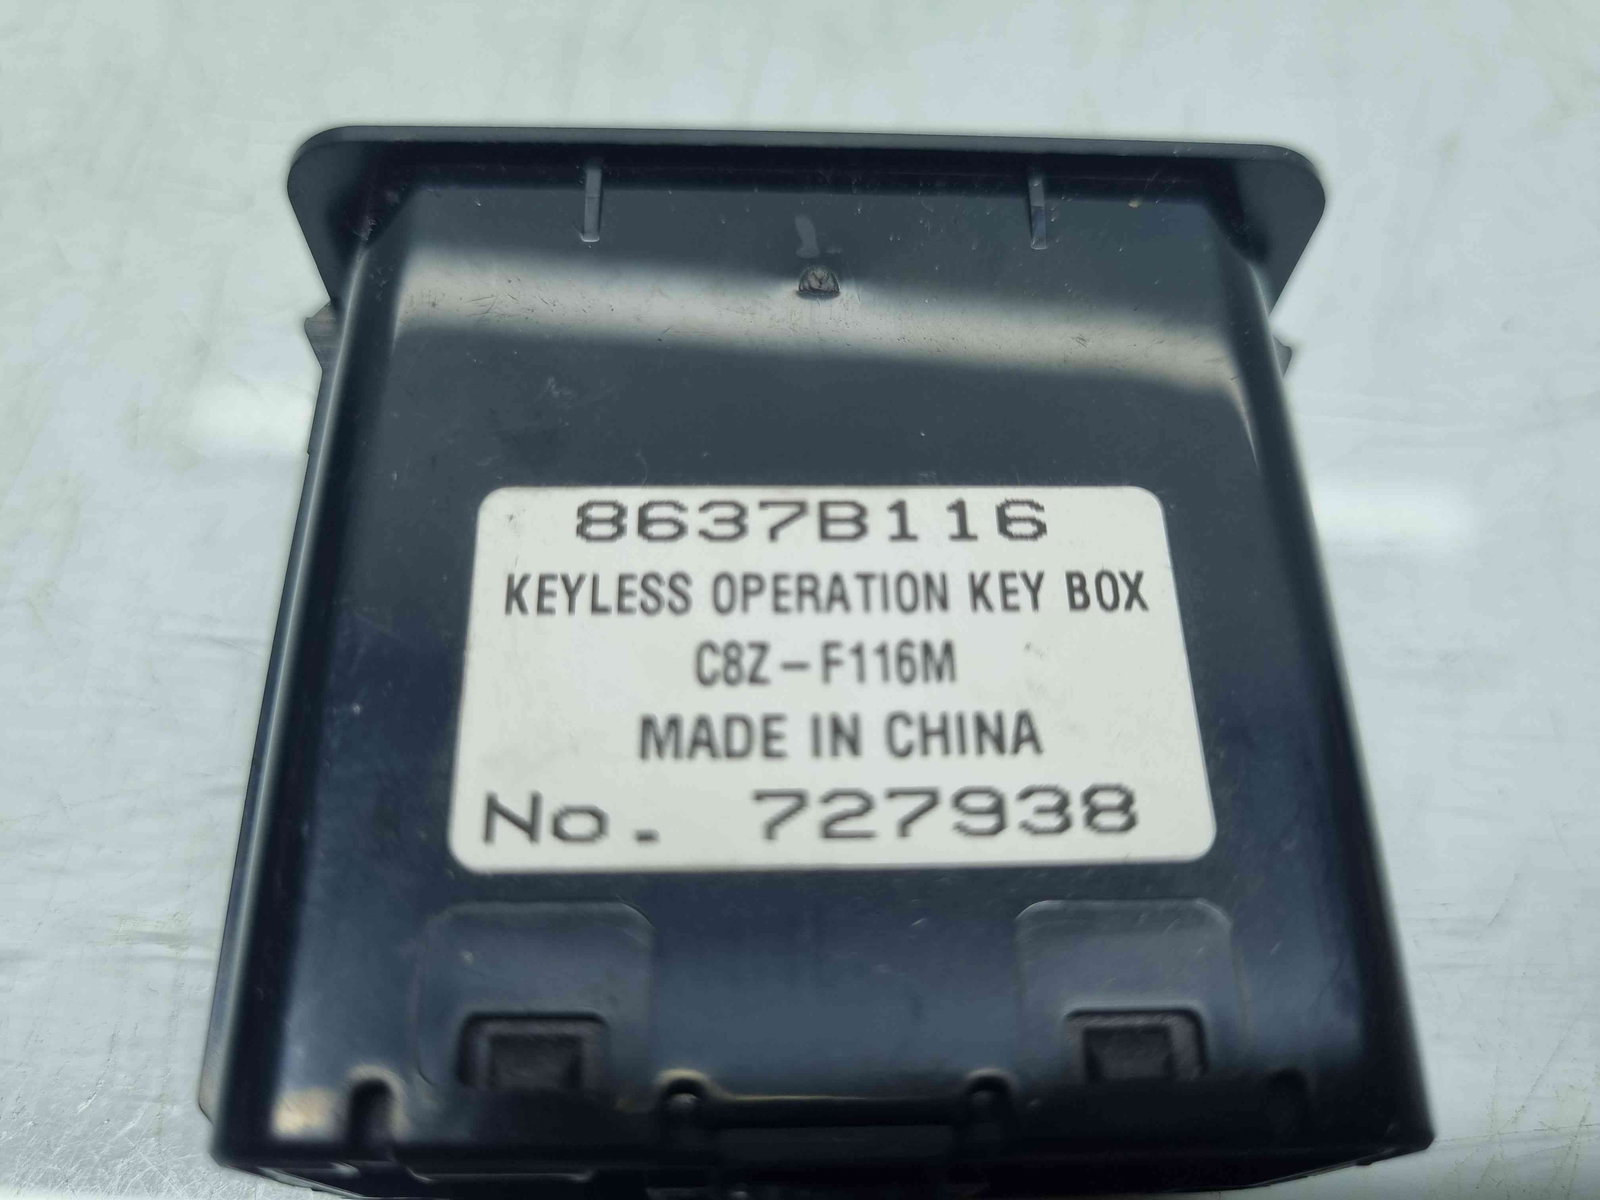 8637B116
KEYLESS OPERATION KEY BOX
C8Z-F116M
MADE IN CHINA
No. 727938